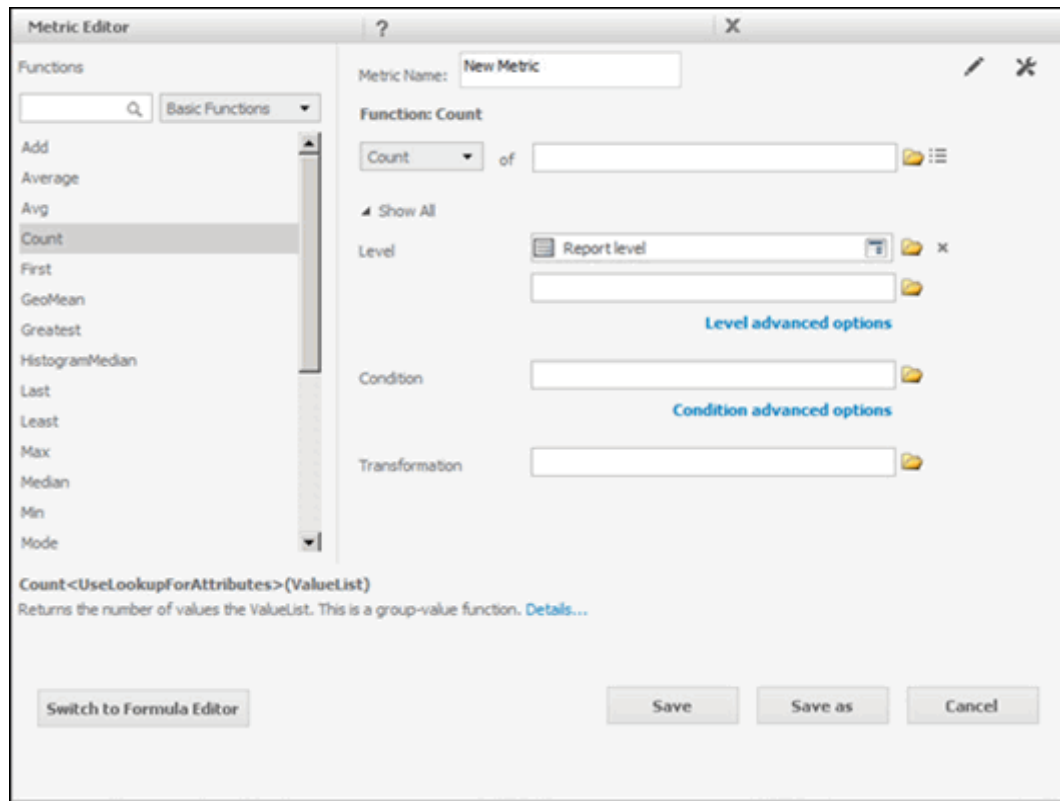 Metric Editor
?
X
Functions
Metric Name: New Metric
Basic Functions
Function: Count
Add
Count of
Average
Avg
Show All
Count
Level Report level
First
GeoMean
Greatest
Level advanced options
HistogramMedian
Condition
Last
Least
Condition advanced options
Max
Transformation
Median
Min
Mode
Count<UseLookupForAttributes>(ValueList)
Returns the number of values the ValueList. This is a group-value function. Details...
Switch to Formula Editor
Save
Save as
Cancel